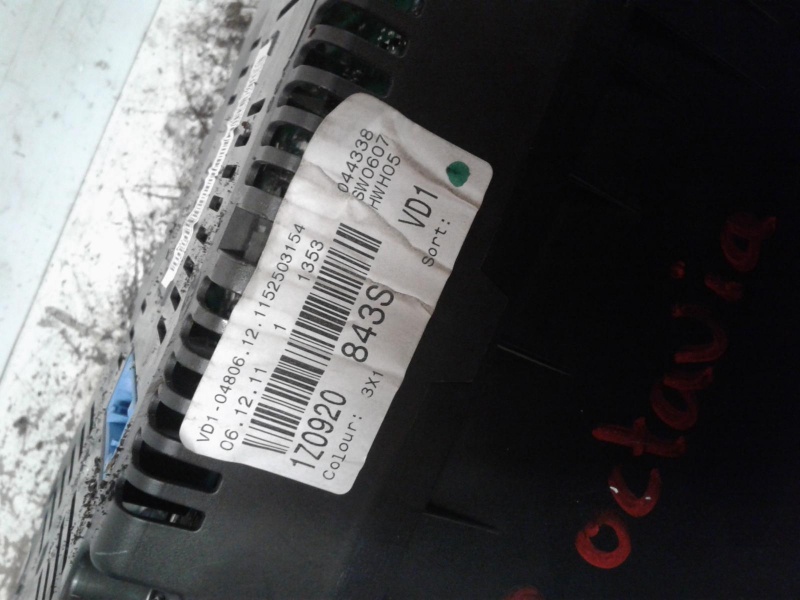 VD1-04806.12.1152503154
06.12.11 1 1353
044338
SW0607
HWH05
1Z0920 843S VD1
Colour: 3X1 Sort:
octavia